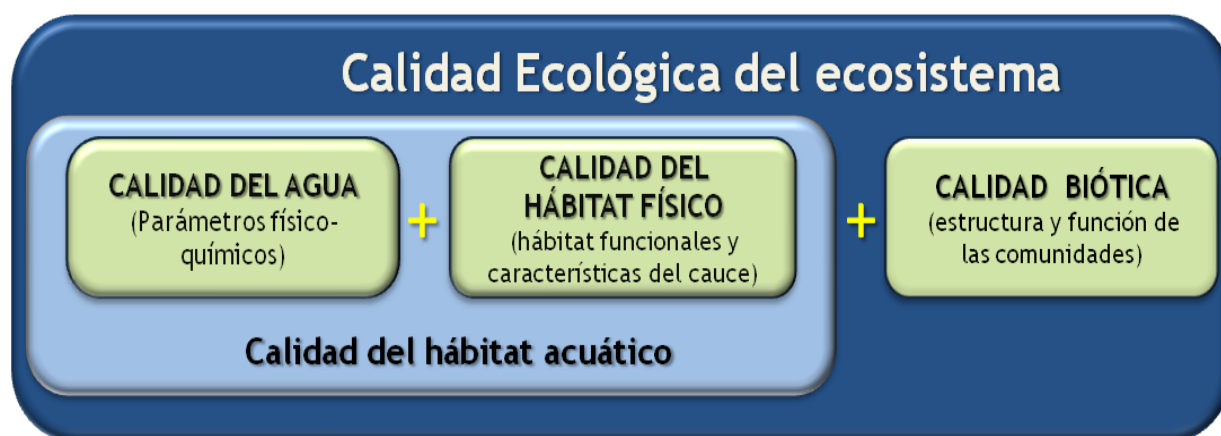 Calidad Ecológica del ecosistema
CALIDAD DEL AGUA
(Parámetros físico-
químicos)
+
CALIDAD DEL
HÁBITAT FÍSICO
(hábitat funcionales y
características del cauce)
+
CALIDAD BIÓTICA
(estructura y función de
las comunidades)
Calidad del hábitat acuático